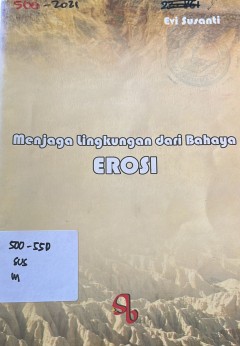 500-2021
Evi Susanti
Menjaga Lingkungan dari Bahaya
EROSI
500-550
SUS
m